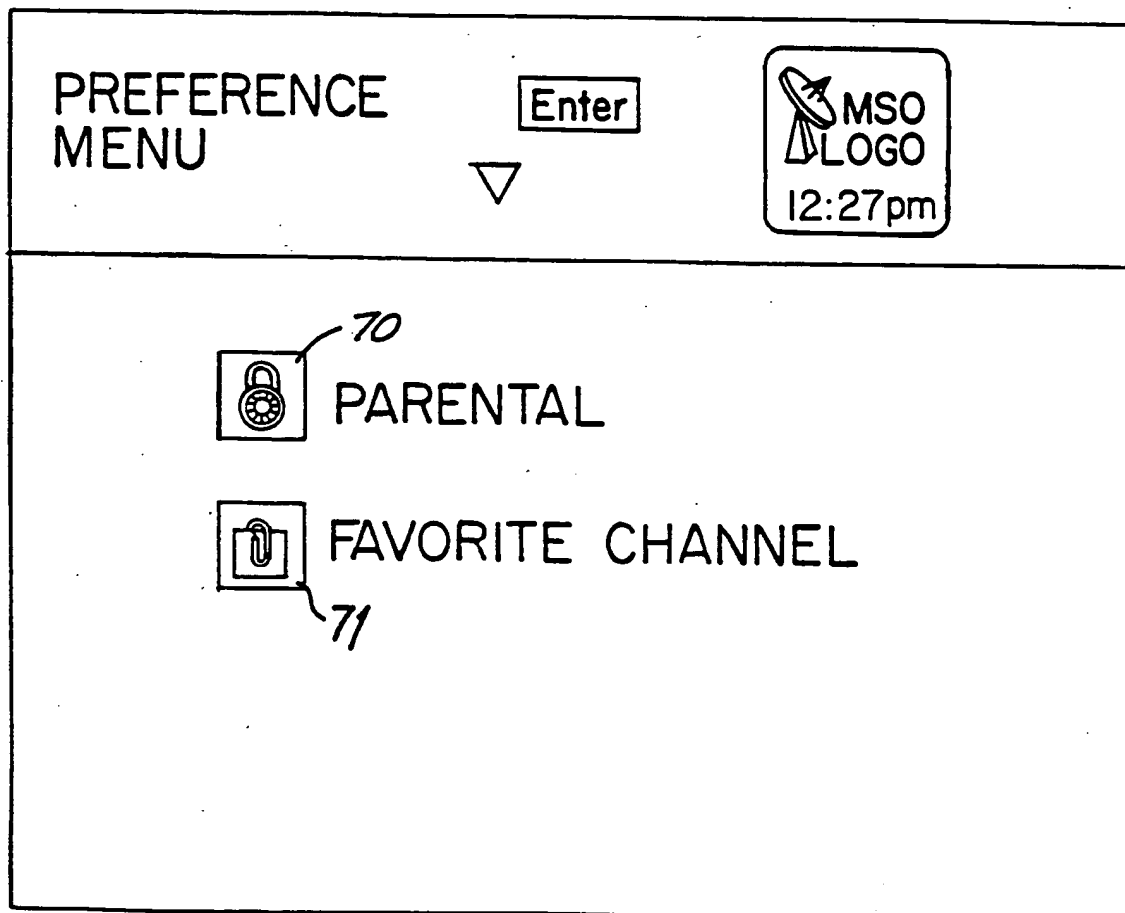 PREFERENCE
MENU
Enter
MSO
LOGO
12:27pm
70
PARENTAL
FAVORITE CHANNEL
71